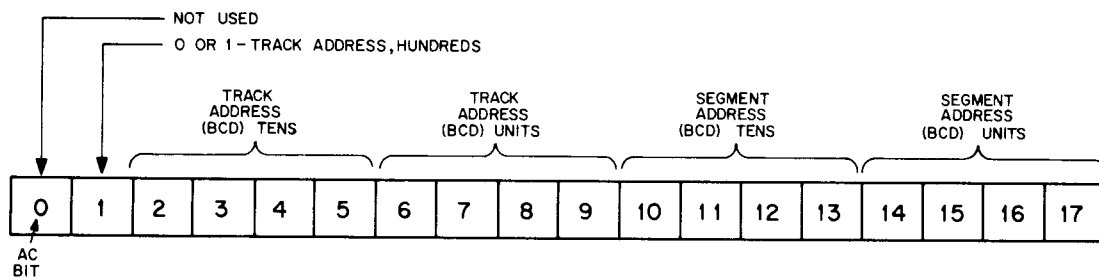 NOT USED
0 OR 1 - TRACK ADDRESS, HUNDREDS
TRACK
ADDRESS
(BCD) TENS
TRACK
ADDRESS
(BCD) UNITS
SEGMENT
ADDRESS
(BCD) TENS
SEGMENT
ADDRESS
(BCD) UNITS
0 1 2 3 4 5 6 7 8 9 10 11 12 13 14 15 16 17
AC
BIT